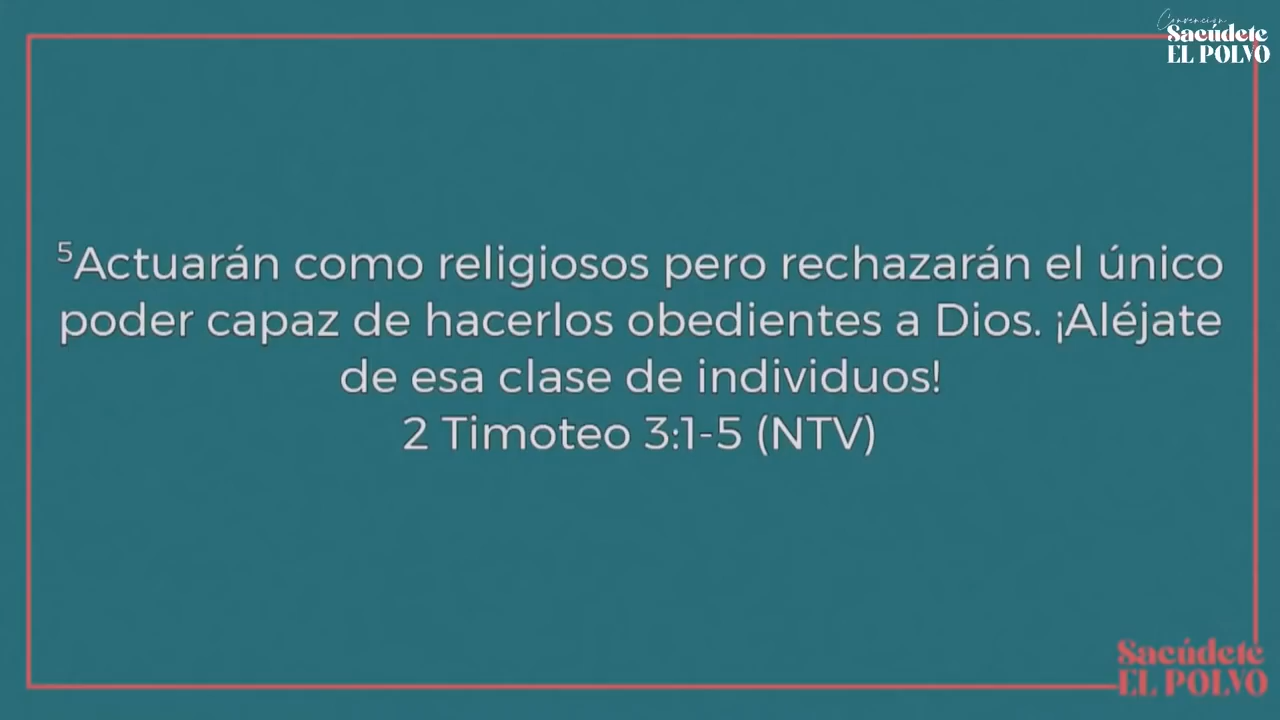 Convención
Sacúdete
EL POLVO
⁵Actuarán como religiosos pero rechazarán el único
poder capaz de hacerlos obedientes a Dios. ¡Aléjate
de esa clase de individuos!
2 Timoteo 3:1-5 (NTV)
Sacúdete
EL POLVO